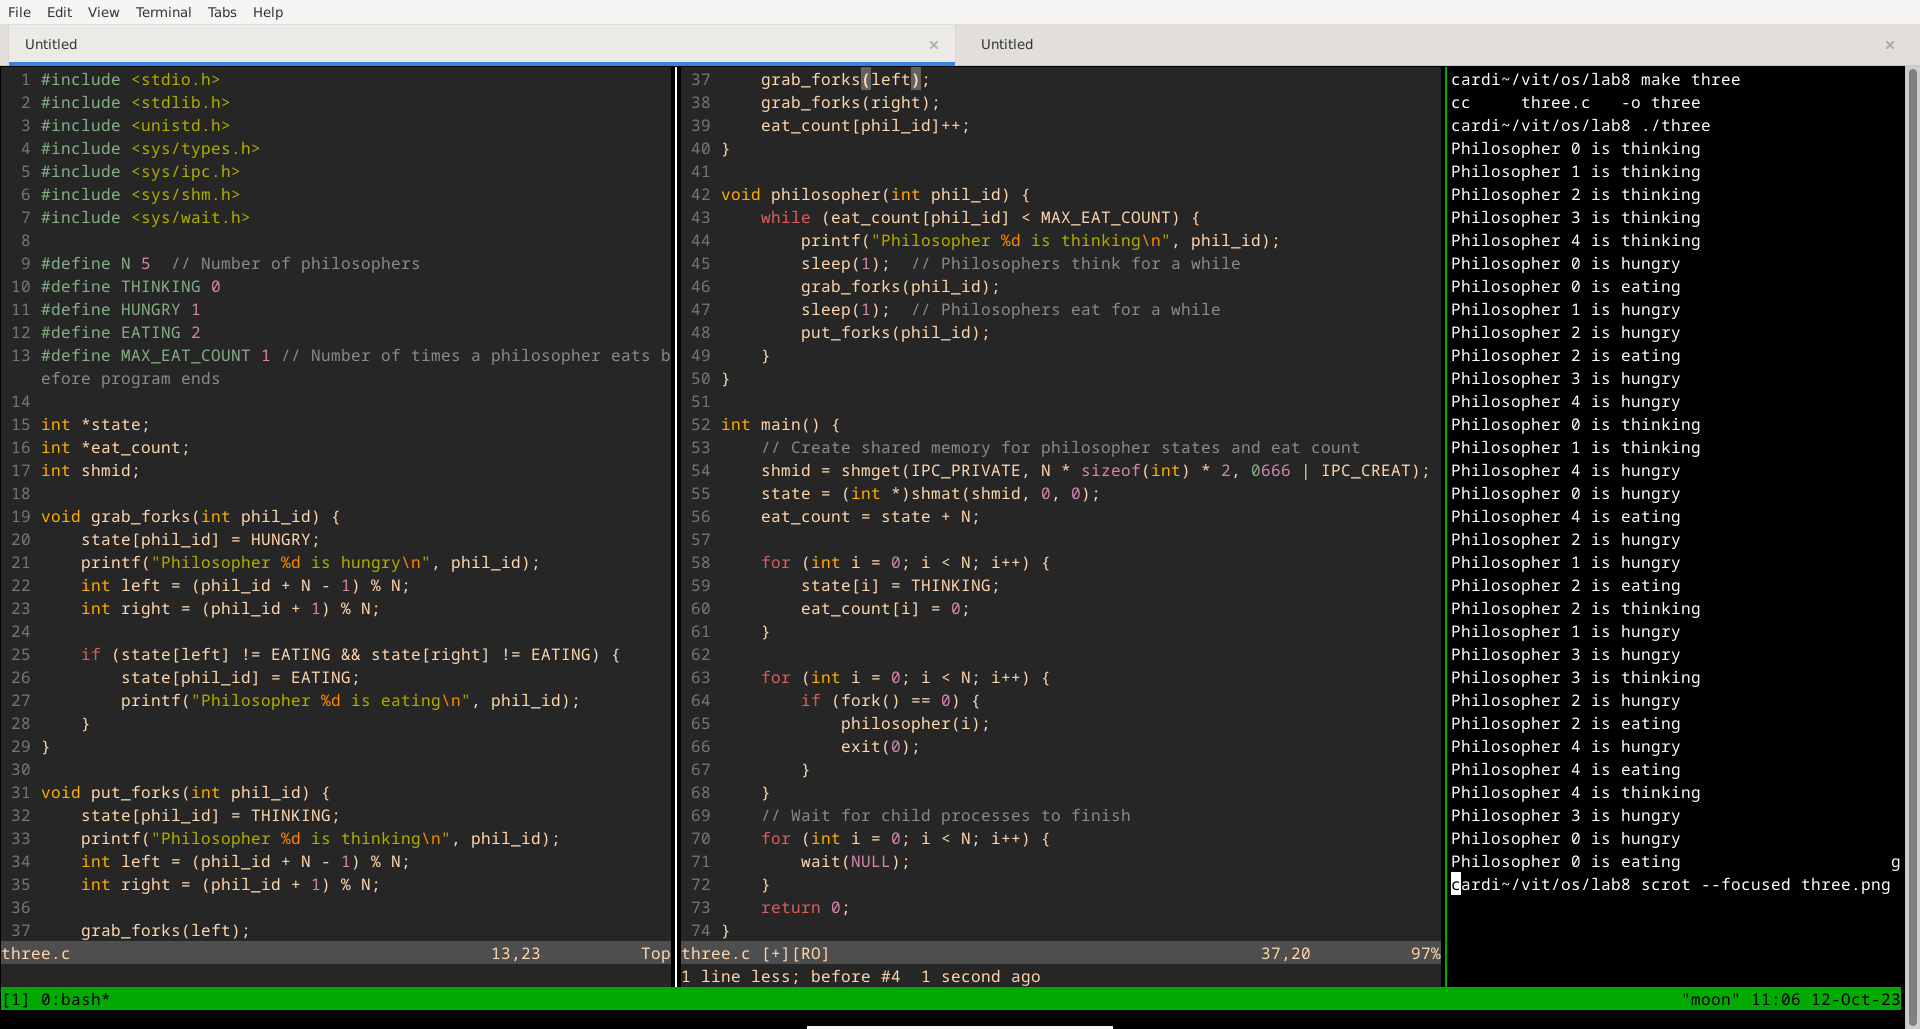 File Edit View Terminal Tabs Help
Untitled × Untitled ×
1 #include <stdio.h>
2 #include <stdlib.h>
3 #include <unistd.h>
4 #include <sys/types.h>
5 #include <sys/ipc.h>
6 #include <sys/shm.h>
7 #include <sys/wait.h>
8
9 #define N 5  // Number of philosophers
10 #define THINKING 0
11 #define HUNGRY 1
12 #define EATING 2
13 #define MAX_EAT_COUNT 1 // Number of times a philosopher eats b
efore program ends
14
15 int *state;
16 int *eat_count;
17 int shmid;
18
19 void grab_forks(int phil_id) {
20     state[phil_id] = HUNGRY;
21     printf("Philosopher %d is hungry\n", phil_id);
22     int left = (phil_id + N - 1) % N;
23     int right = (phil_id + 1) % N;
24
25     if (state[left] != EATING && state[right] != EATING) {
26         state[phil_id] = EATING;
27         printf("Philosopher %d is eating\n", phil_id);
28     }
29 }
30
31 void put_forks(int phil_id) {
32     state[phil_id] = THINKING;
33     printf("Philosopher %d is thinking\n", phil_id);
34     int left = (phil_id + N - 1) % N;
35     int right = (phil_id + 1) % N;
36
37     grab_forks(left);
three.c 13,23 Top
37     grab_forks(left);
38     grab_forks(right);
39     eat_count[phil_id]++;
40 }
41
42 void philosopher(int phil_id) {
43     while (eat_count[phil_id] < MAX_EAT_COUNT) {
44         printf("Philosopher %d is thinking\n", phil_id);
45         sleep(1);  // Philosophers think for a while
46         grab_forks(phil_id);
47         sleep(1);  // Philosophers eat for a while
48         put_forks(phil_id);
49     }
50 }
51
52 int main() {
53     // Create shared memory for philosopher states and eat count
54     shmid = shmget(IPC_PRIVATE, N * sizeof(int) * 2, 0666 | IPC_CREAT);
55     state = (int *)shmat(shmid, 0, 0);
56     eat_count = state + N;
57
58     for (int i = 0; i < N; i++) {
59         state[i] = THINKING;
60         eat_count[i] = 0;
61     }
62
63     for (int i = 0; i < N; i++) {
64         if (fork() == 0) {
65             philosopher(i);
66             exit(0);
67         }
68     }
69     // Wait for child processes to finish
70     for (int i = 0; i < N; i++) {
71         wait(NULL);
72     }
73     return 0;
74 }
three.c [+][RO] 37,20 97%
1 line less; before #4  1 second ago
cardi~/vit/os/lab8 make three
cc     three.c   -o three
cardi~/vit/os/lab8 ./three
Philosopher 0 is thinking
Philosopher 1 is thinking
Philosopher 2 is thinking
Philosopher 3 is thinking
Philosopher 4 is thinking
Philosopher 0 is hungry
Philosopher 0 is eating
Philosopher 1 is hungry
Philosopher 2 is hungry
Philosopher 2 is eating
Philosopher 3 is hungry
Philosopher 4 is hungry
Philosopher 0 is thinking
Philosopher 1 is thinking
Philosopher 4 is hungry
Philosopher 0 is hungry
Philosopher 4 is eating
Philosopher 2 is hungry
Philosopher 1 is hungry
Philosopher 2 is eating
Philosopher 2 is thinking
Philosopher 1 is hungry
Philosopher 3 is hungry
Philosopher 3 is thinking
Philosopher 2 is hungry
Philosopher 2 is eating
Philosopher 4 is hungry
Philosopher 4 is eating
Philosopher 4 is thinking
Philosopher 3 is hungry
Philosopher 0 is hungry
Philosopher 0 is eating g
cardi~/vit/os/lab8 scrot --focused three.png
[1] 0:bash* "moon" 11:06 12-Oct-23